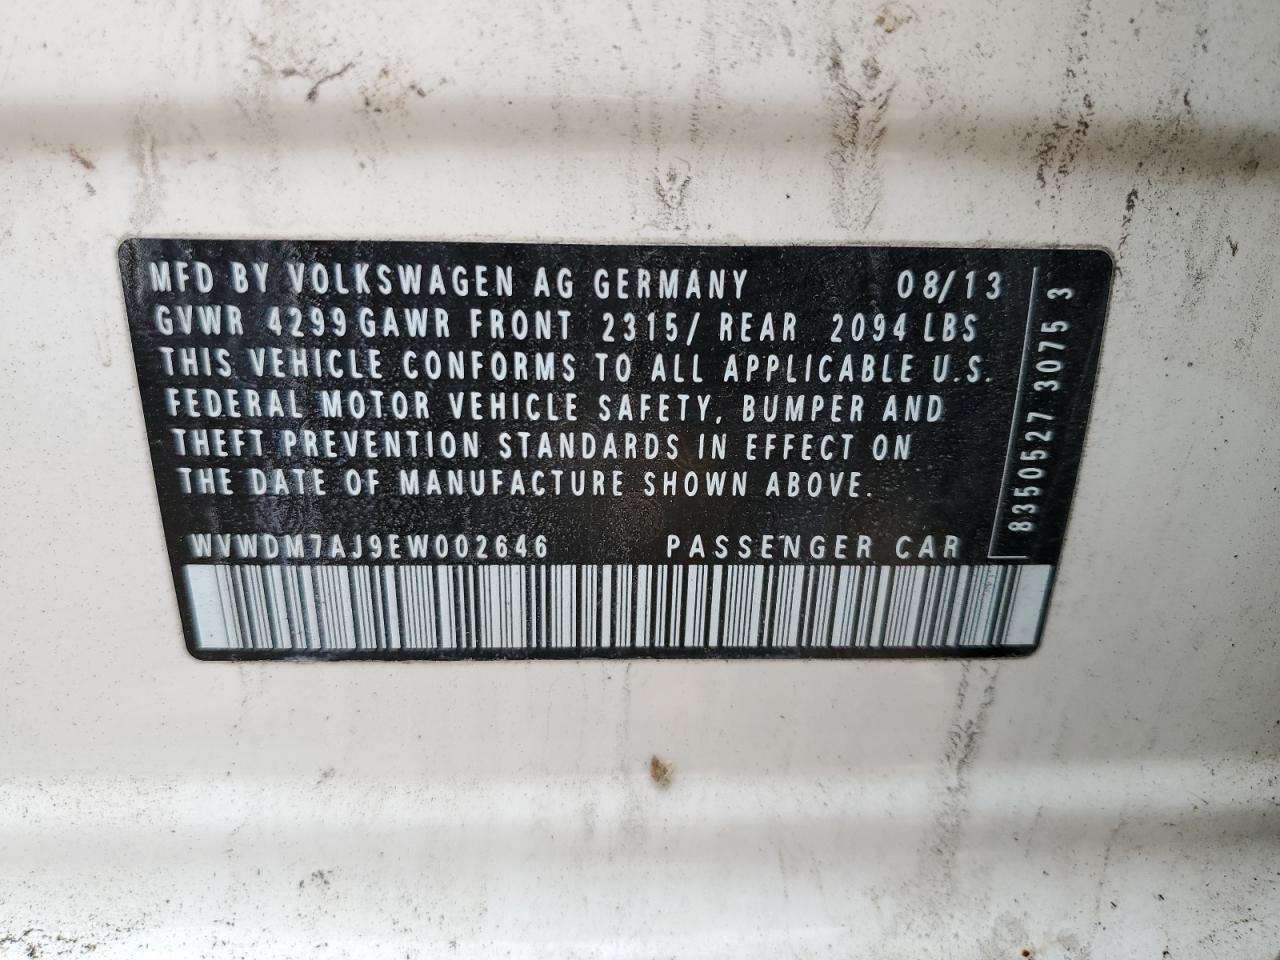 MFD BY VOLKSWAGEN AG GERMANY 08/13
GVWR 4299 GAWR FRONT 2315/ REAR 2094 LBS
THIS VEHICLE CONFORMS TO ALL APPLICABLE U.S.
FEDERAL MOTOR VEHICLE SAFETY, BUMPER AND
THEFT PREVENTION STANDARDS IN EFFECT ON
THE DATE OF MANUFACTURE SHOWN ABOVE.
WVWDM7AJ9EW002646 PASSENGER CAR
8350527 3075 3